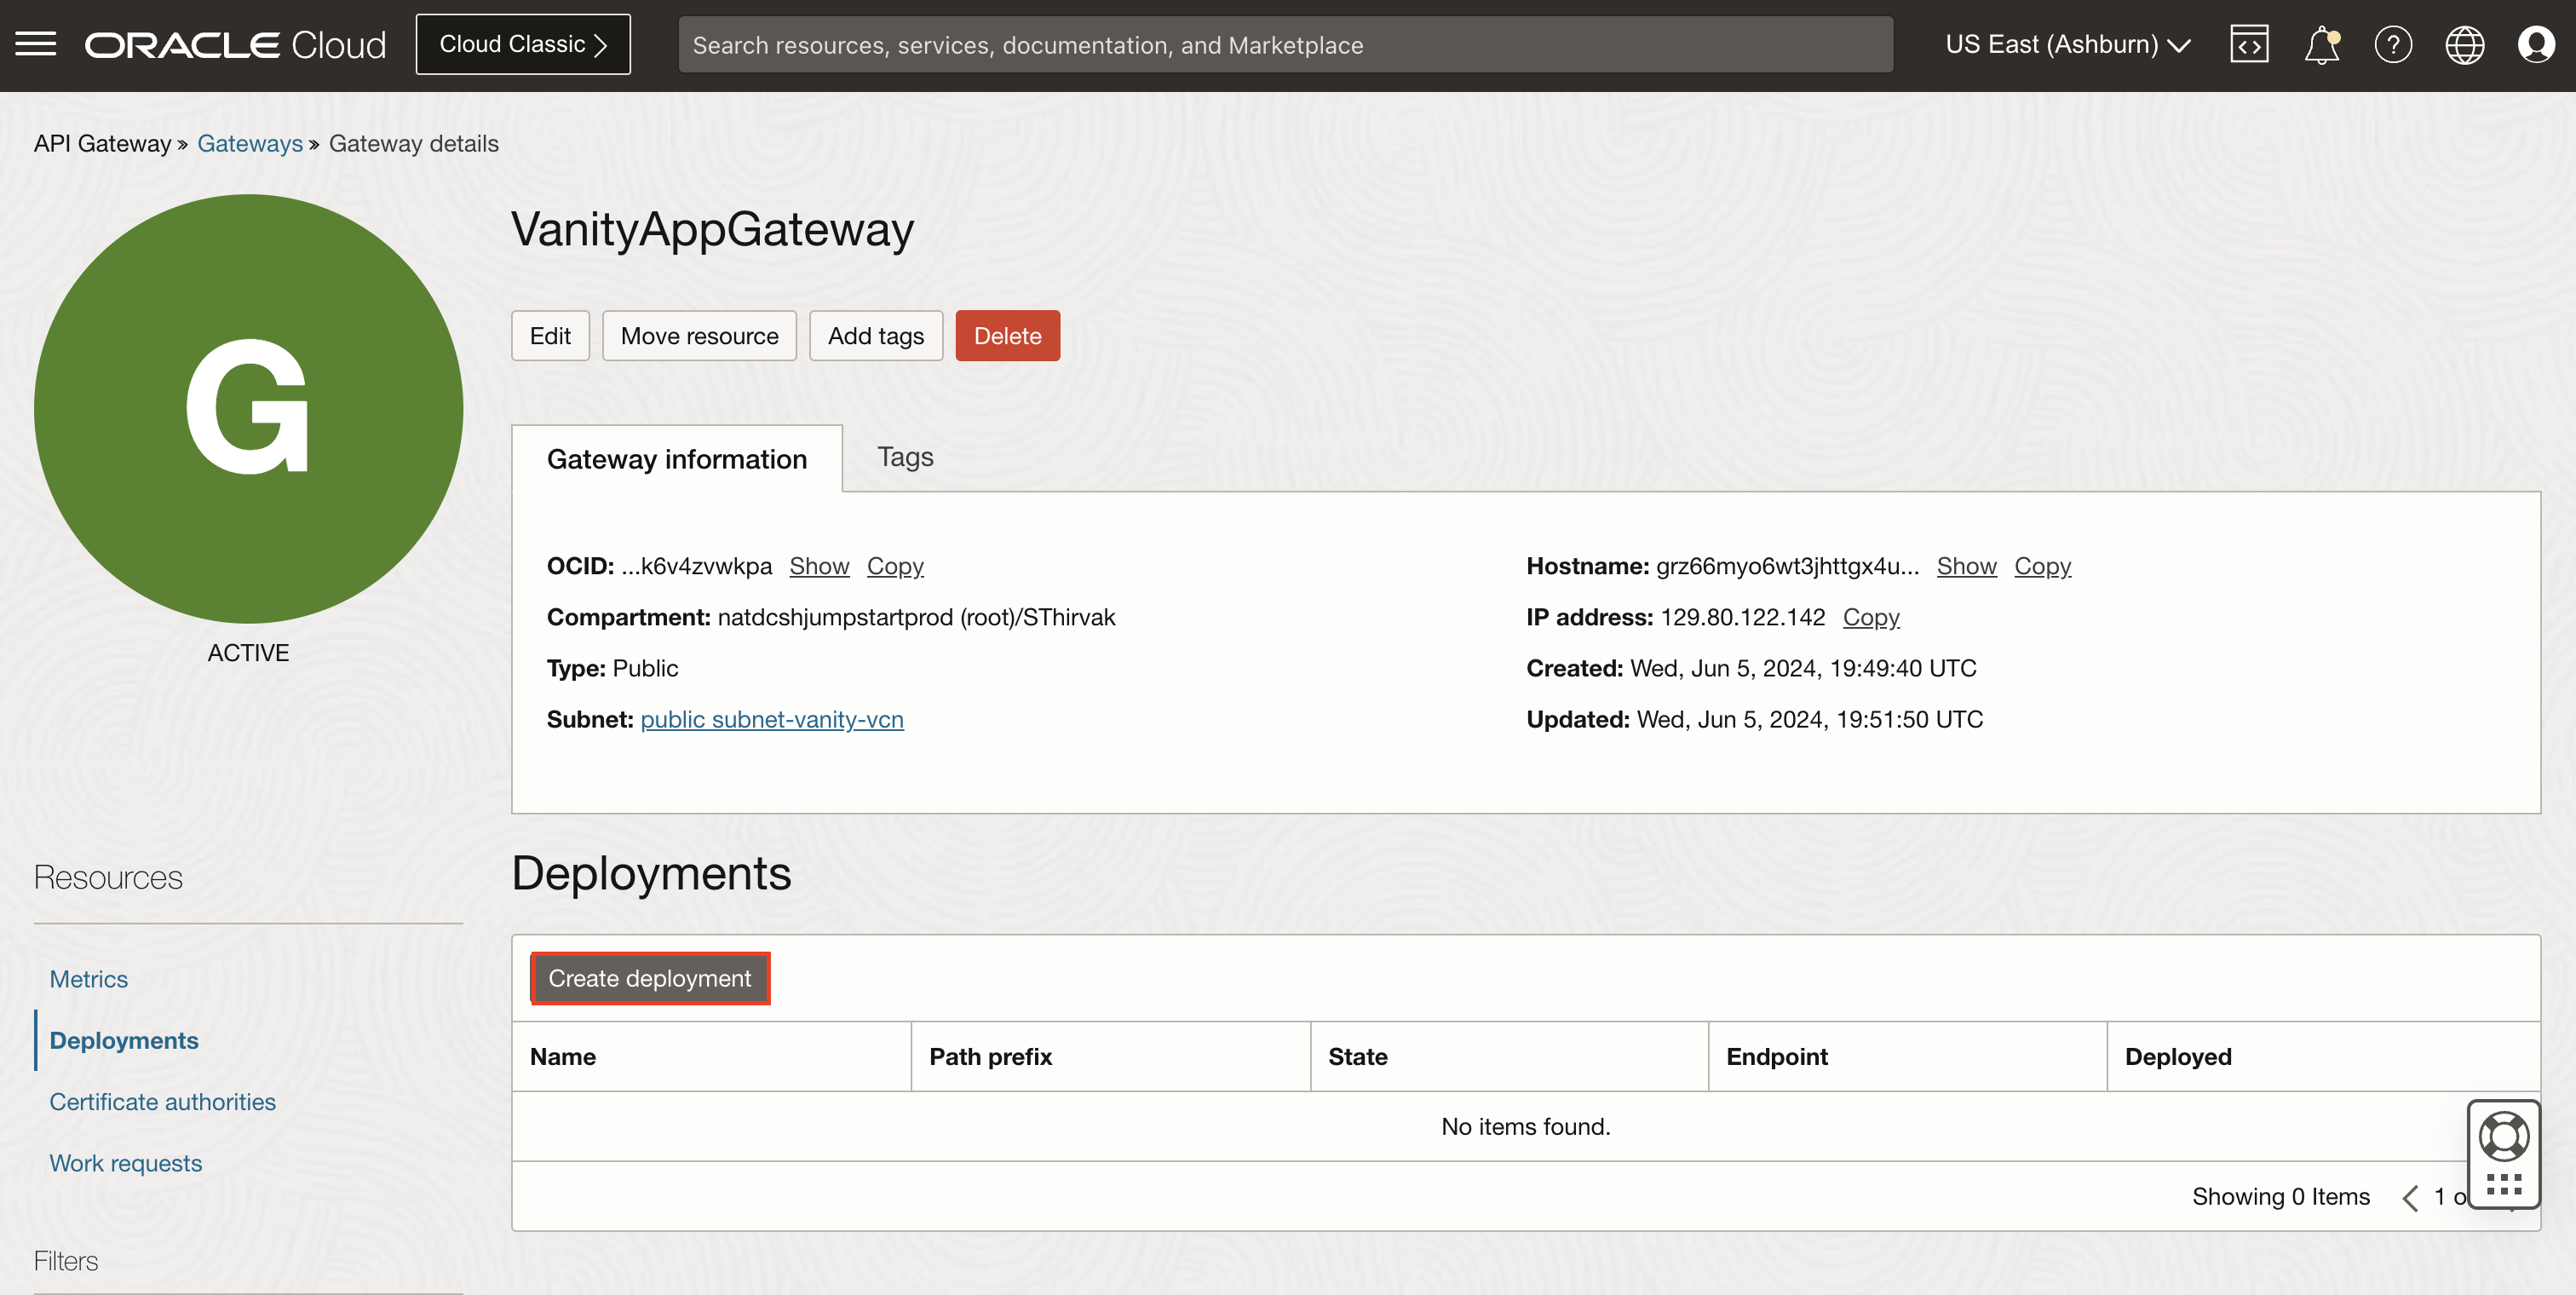 ORACLE Cloud
Cloud Classic
Search resources, services, documentation, and Marketplace
US East (Ashburn)
API Gateway » Gateways » Gateway details
G
ACTIVE
VanityAppGateway
Edit
Move resource
Add tags
Delete
Gateway information
Tags
OCID: ...k6v4zvwkpa Show Copy
Compartment: natdcshjumpstartprod (root)/SThirvak
Type: Public
Subnet: public subnet-vanity-vcn
Hostname: grz66myo6wt3jhttgx4u... Show Copy
IP address: 129.80.122.142 Copy
Created: Wed, Jun 5, 2024, 19:49:40 UTC
Updated: Wed, Jun 5, 2024, 19:51:50 UTC
Resources
Metrics
Deployments
Certificate authorities
Work requests
Filters
Deployments
Create deployment
Name Path prefix State Endpoint Deployed
No items found.
Showing 0 Items 1